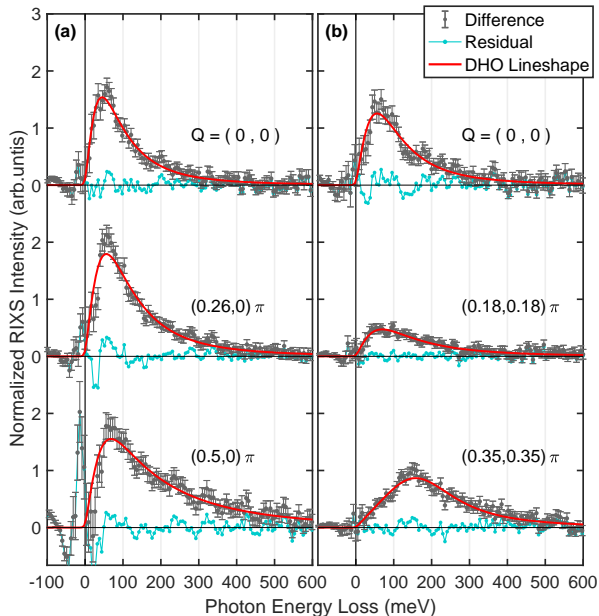 (a)
(b)
Difference
Residual
DHO Lineshape
Normalized RIXS Intensity (arb.untis)
3
2
1
0
Q = ( 0 , 0 )
Q = ( 0 , 0 )
2
1
0
(0.26,0) π
(0.18,0.18) π
2
1
0
(0.5,0) π
(0.35,0.35) π
-100 0 100 200 300 400 500 600
0 100 200 300 400 500 600
Photon Energy Loss (meV)